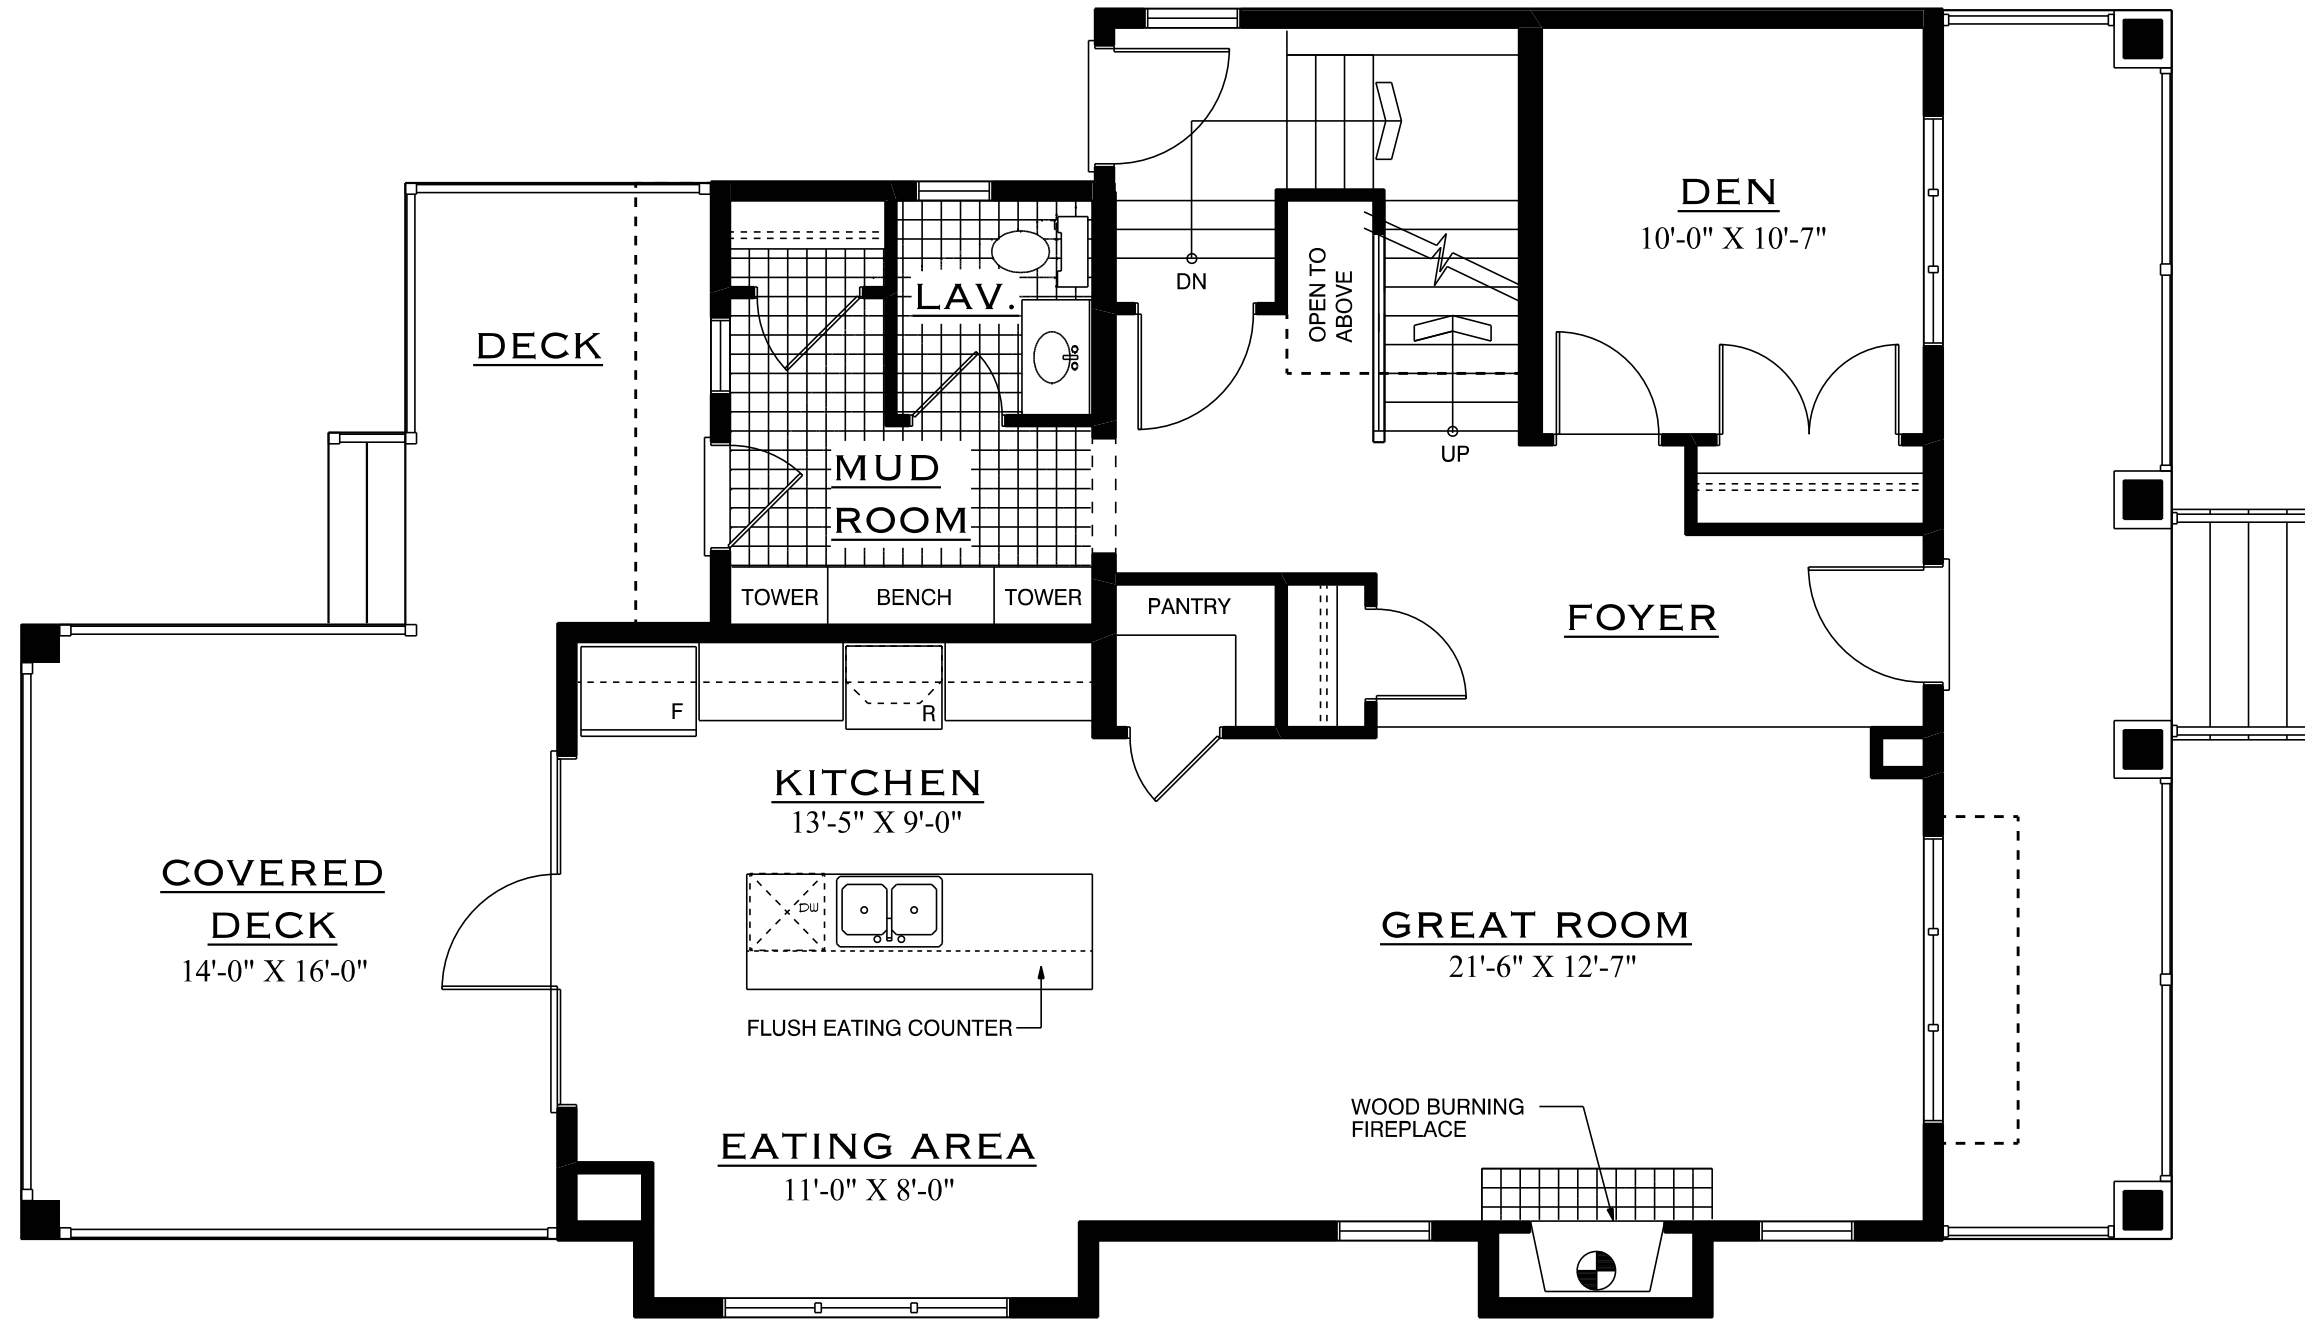 DEN
10'-0" X 10'-7"
DN
OPEN TO
ABOVE
LAV.
DECK
UP
MUD
ROOM
TOWER
BENCH
TOWER
PANTRY
FOYER
F
R
KITCHEN
13'-5" X 9'-0"
COVERED
DECK
14'-0" X 16'-0"
DW
GREAT ROOM
21'-6" X 12'-7"
FLUSH EATING COUNTER
WOOD BURNING
FIREPLACE
EATING AREA
11'-0" X 8'-0"